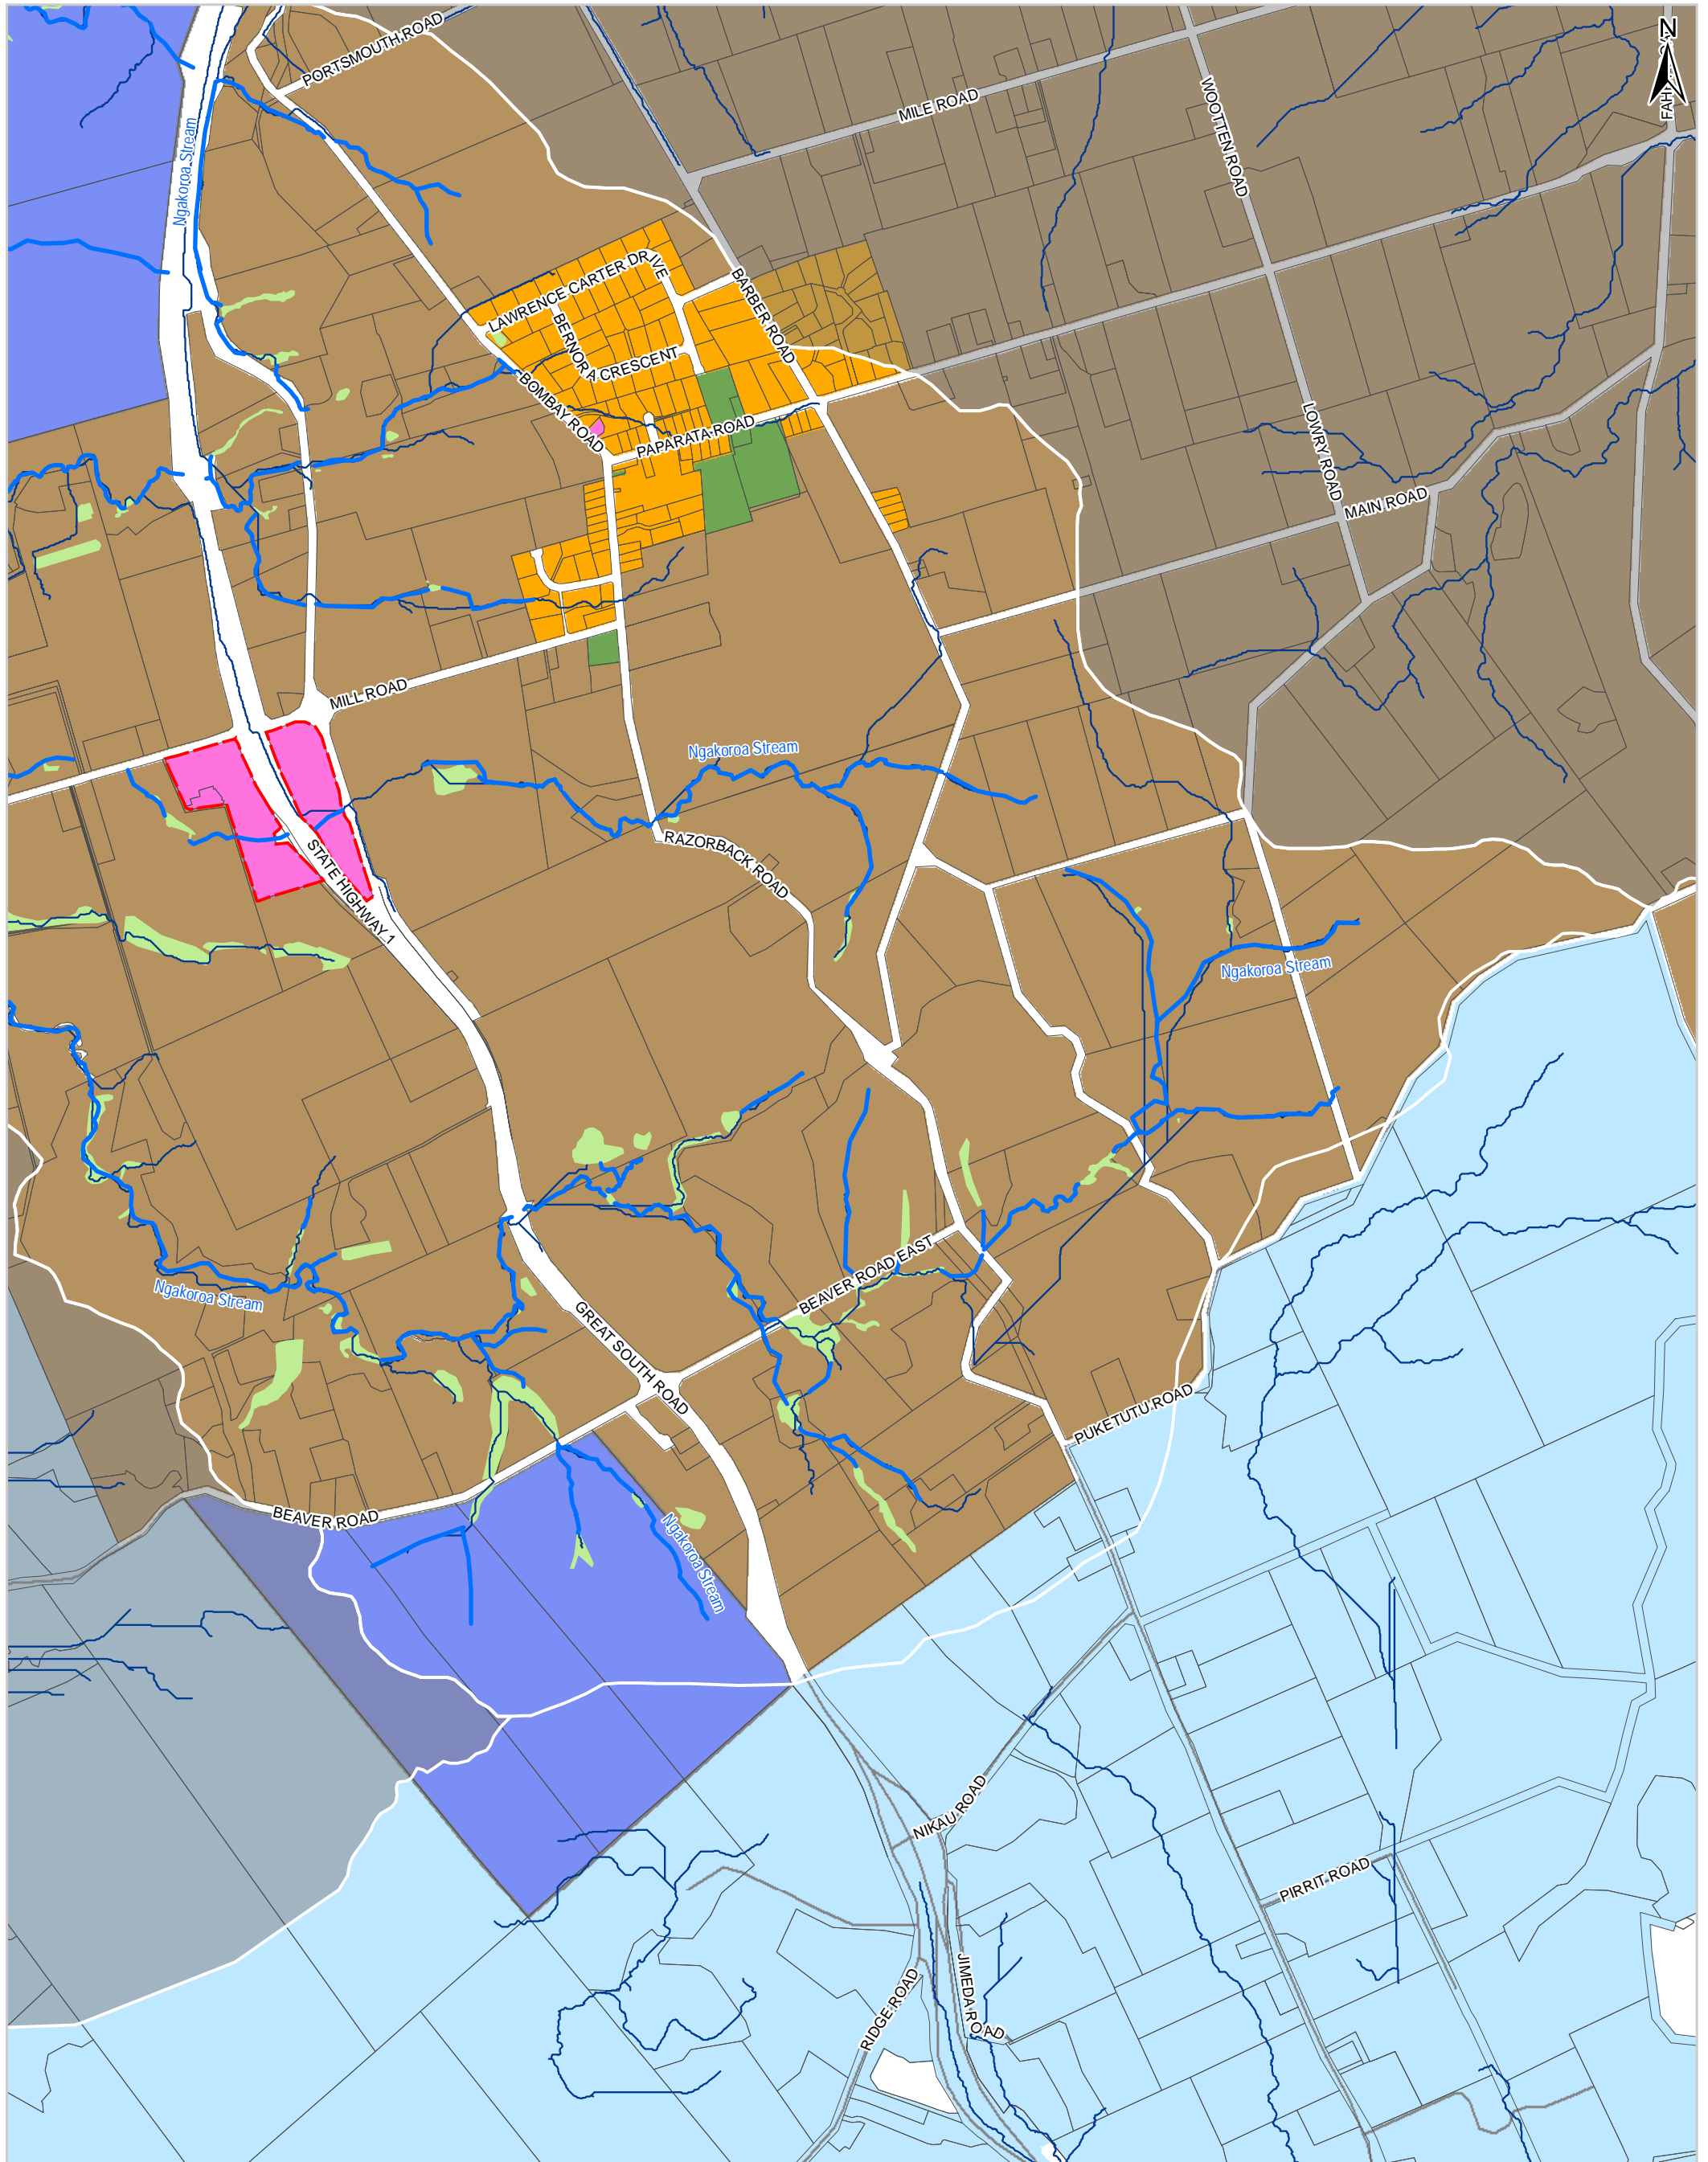 N
PORTSMOUTH ROAD
MILE ROAD
WOOTTEN ROAD
Ngakoroa Stream
LAWRENCE CARTER DRIVE
BARBER ROAD
BERNORA CRESCENT
BOMBAY ROAD
PAPARATA ROAD
LOWRY ROAD
MAIN ROAD
MILL ROAD
Ngakoroa Stream
RAZORBACK ROAD
STATE HIGHWAY 1
Ngakoroa Stream
BEAVER ROAD EAST
Ngakoroa Stream
GREAT SOUTH ROAD
PUKETUTU ROAD
BEAVER ROAD
Ngakoroa Stream
NIKAU ROAD
PIRRIT ROAD
JIMEDA ROAD
RIDGE ROAD